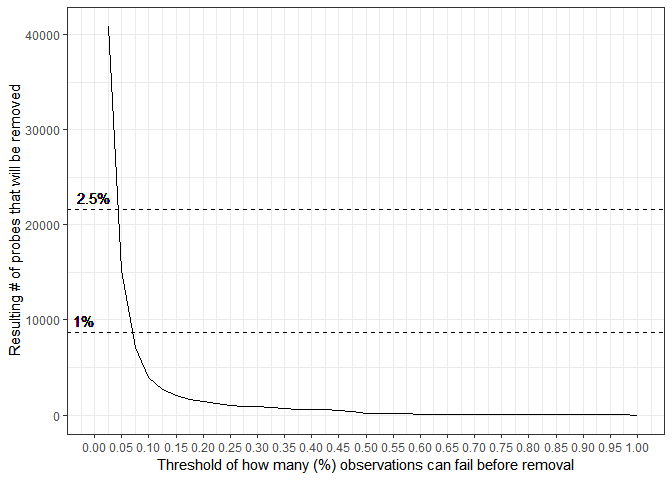 40000
30000
20000
10000
0
2.5%
1%
0.00 0.05 0.10 0.15 0.20 0.25 0.30 0.35 0.40 0.45 0.50 0.55 0.60 0.65 0.70 0.75 0.80 0.85 0.90 0.95 1.00
Threshold of how many (%) observations can fail before removal
Resulting # of probes that will be removed